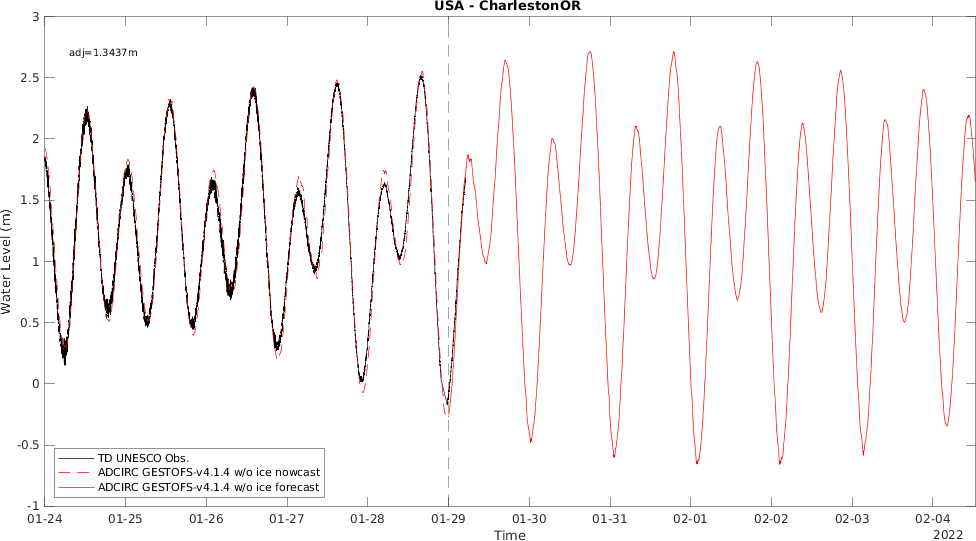 USA - CharlestonOR
adj=1.3437m
3
2.5
2
1.5
1
0.5
0
-0.5
-1
Water Level (m)
TD UNESCO Obs.
ADCIRC GESTOFS-v4.1.4 w/o ice nowcast
ADCIRC GESTOFS-v4.1.4 w/o ice forecast
01-24 01-25 01-26 01-27 01-28 01-29 01-30 01-31 02-01 02-02 02-03 02-04
Time
2022